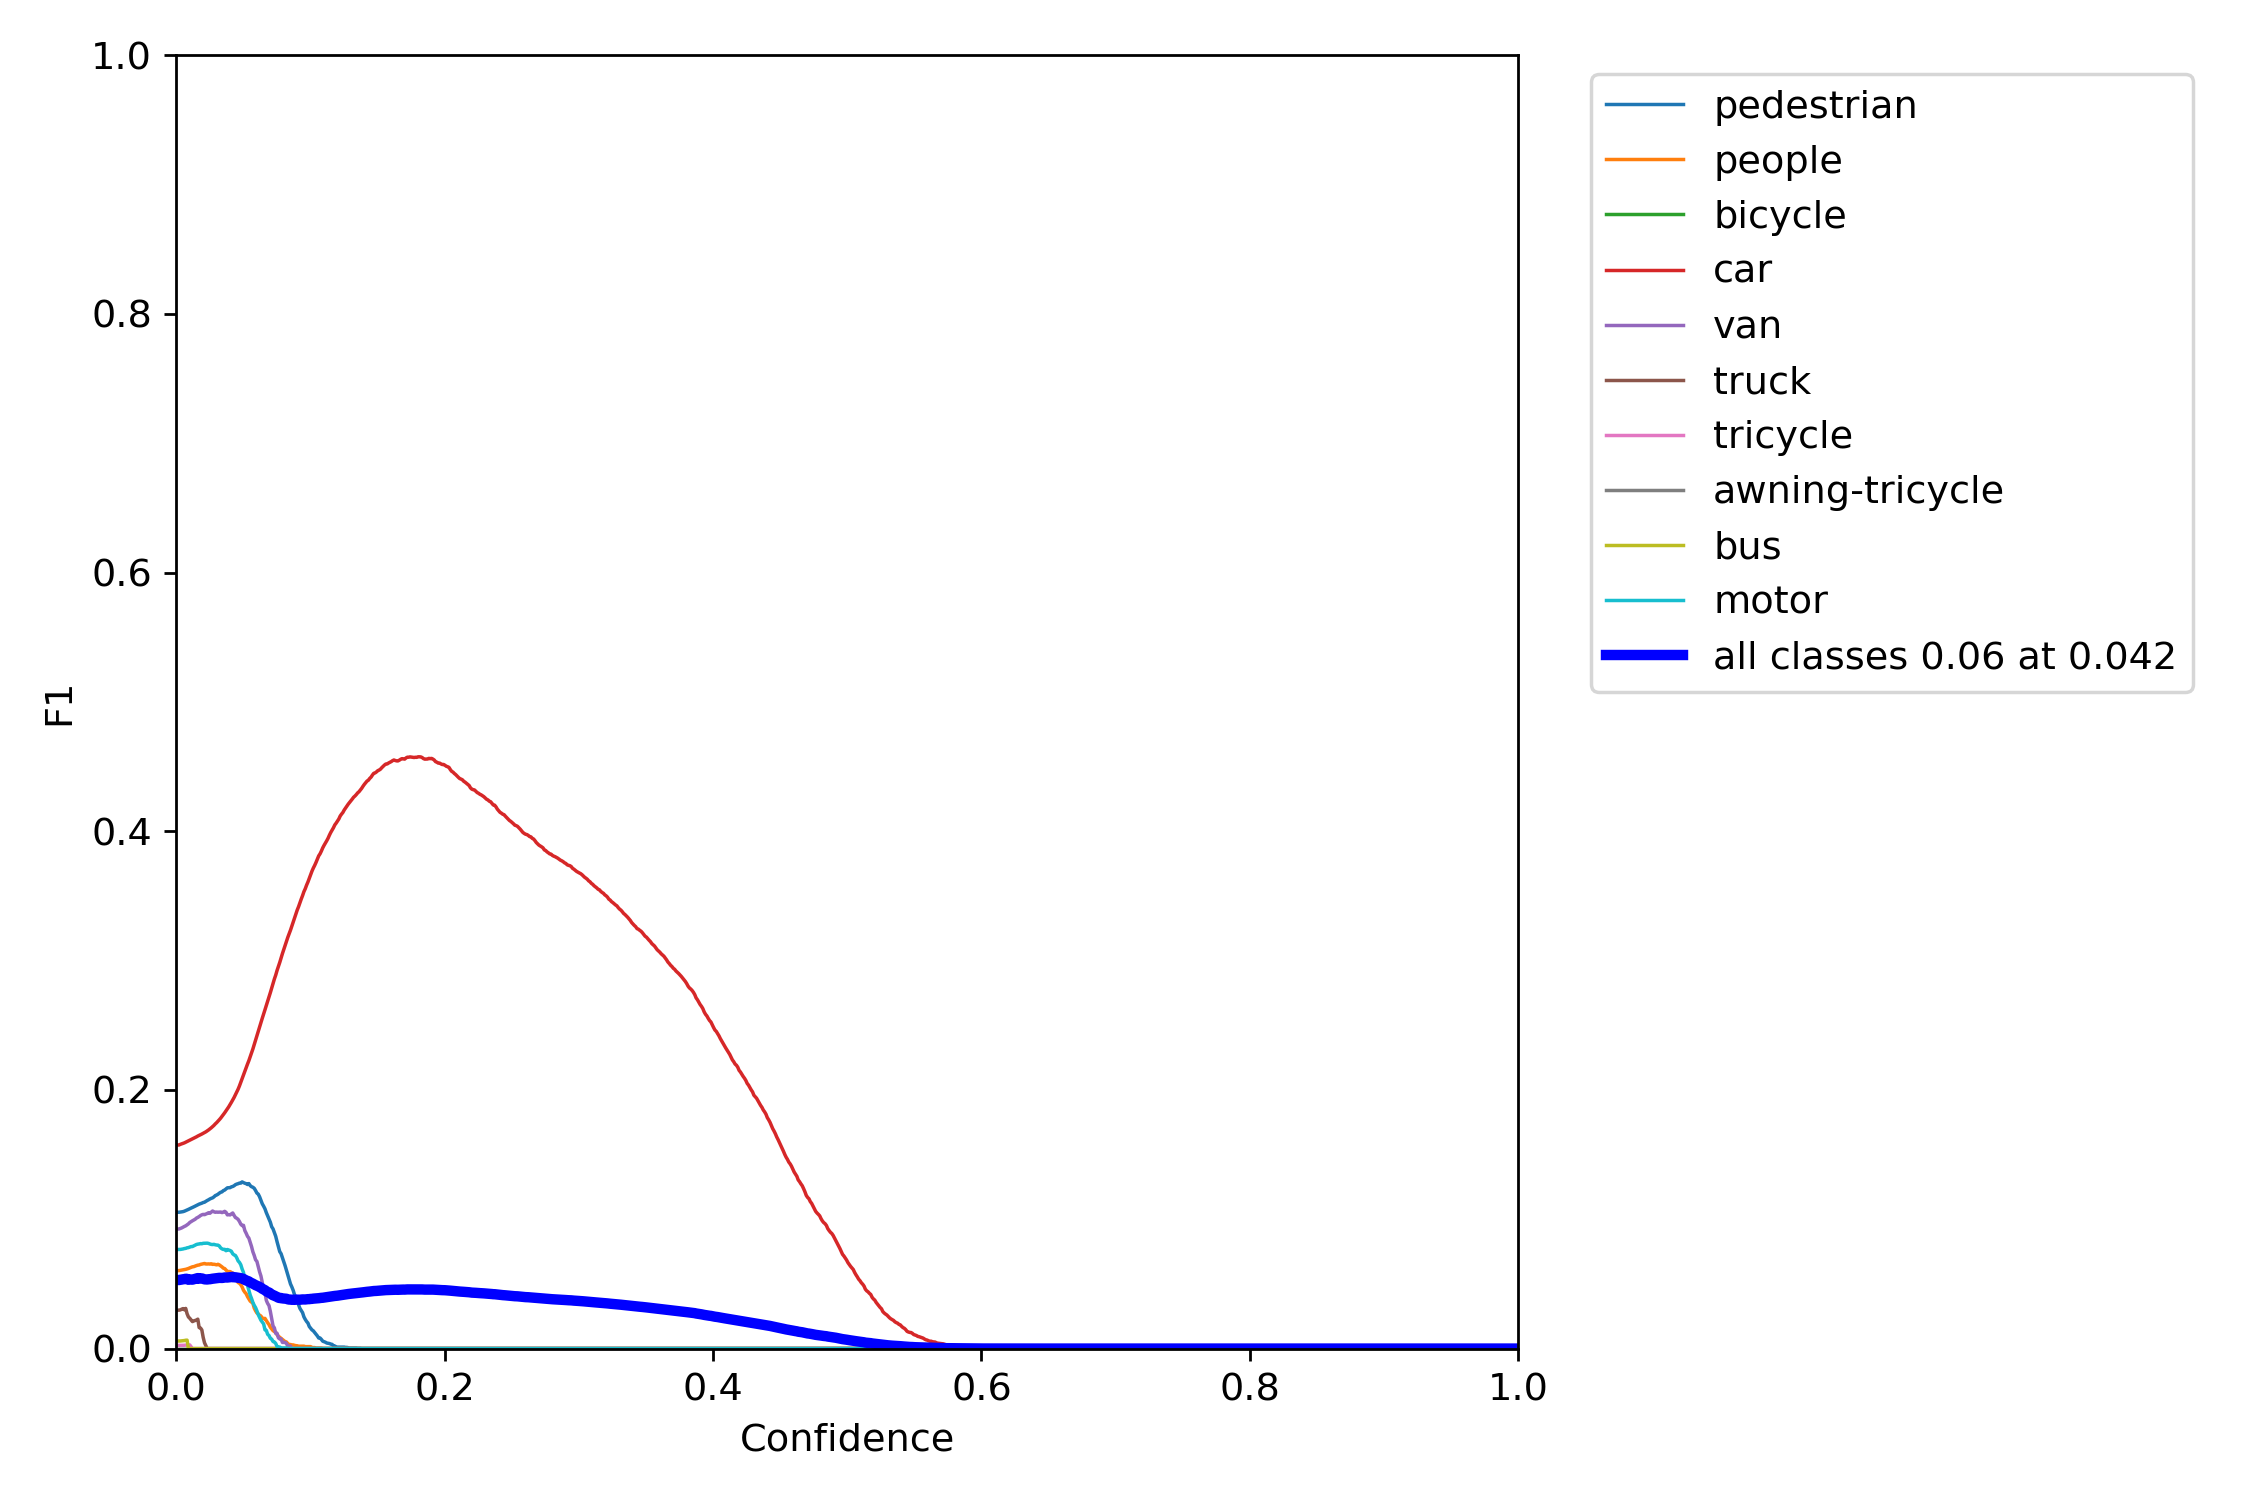 1.0
0.8
0.6
0.4
0.2
0.0
F1
0.0 0.2 0.4 0.6 0.8 1.0
Confidence
pedestrian
people
bicycle
car
van
truck
tricycle
awning-tricycle
bus
motor
all classes 0.06 at 0.042